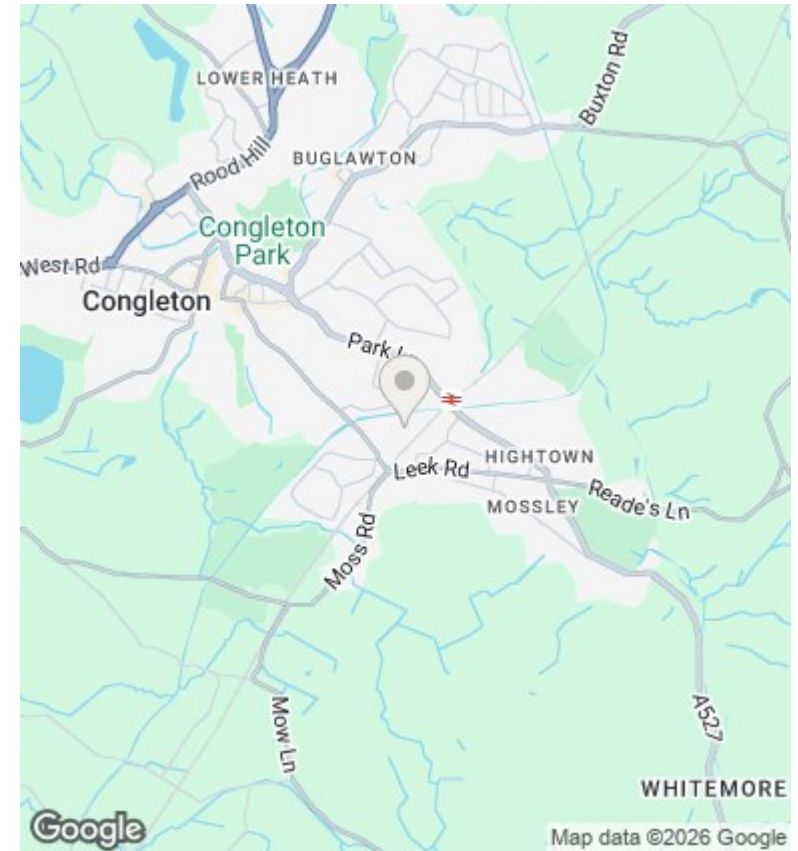 LOWER HEATH
Buxton Rd
Rood Hill
BUGLAWTON
Congleton
Park
West Rd
Congleton
Park
Leek Rd
HIGHTOWN
MOSSLEY
Reade's Ln
Moss Rd
Mow Ln
A527
WHITEMORE
Google
Map data ©2026 Google